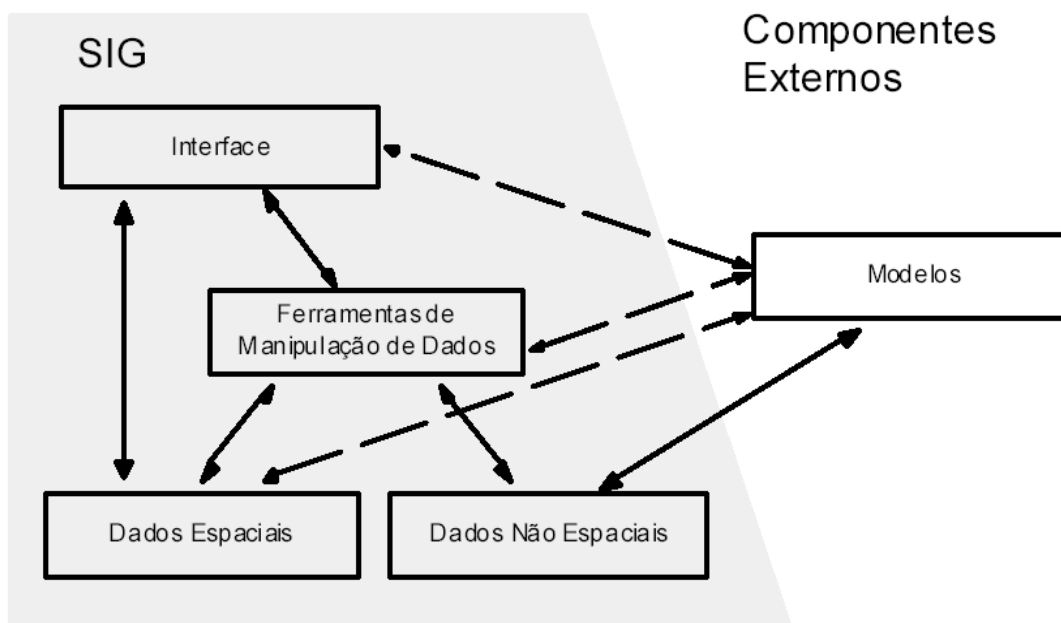 SIG
Componentes
Externos
Interface
Modelos
Ferramentas de
Manipulação de Dados
Dados Espaciais
Dados Não Espaciais